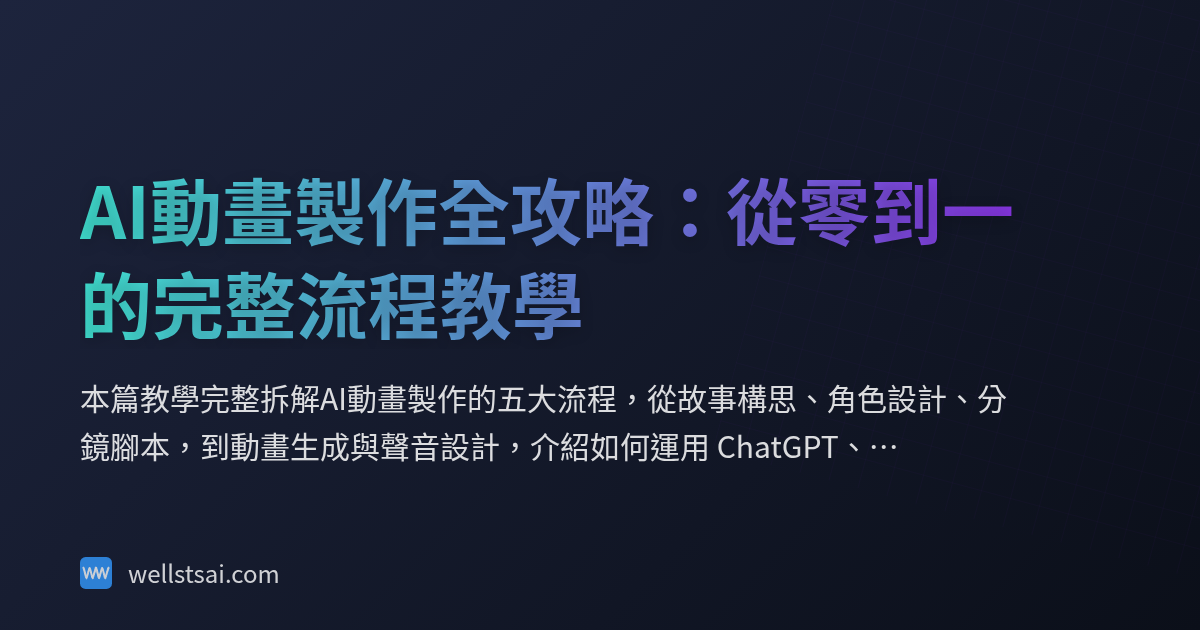 AI動畫製作全攻略：從零到一
的完整流程教學
本篇教學完整拆解AI動畫製作的五大流程，從故事構思、角色設計、分
鏡腳本，到動畫生成與聲音設計，介紹如何運用 ChatGPT、…
wellstsai.com